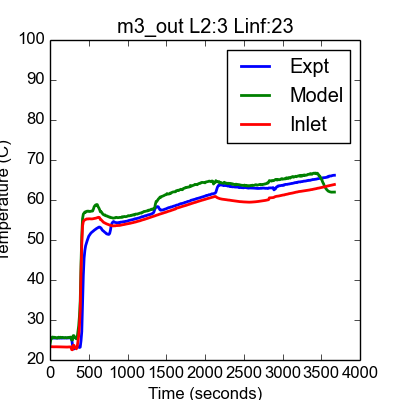 m3_out L2:3 Linf:23
Expt
Model
Inlet
100
90
80
70
60
50
40
30
20
Temperature (C)
0 500 1000 1500 2000 2500 3000 3500 4000
Time (seconds)